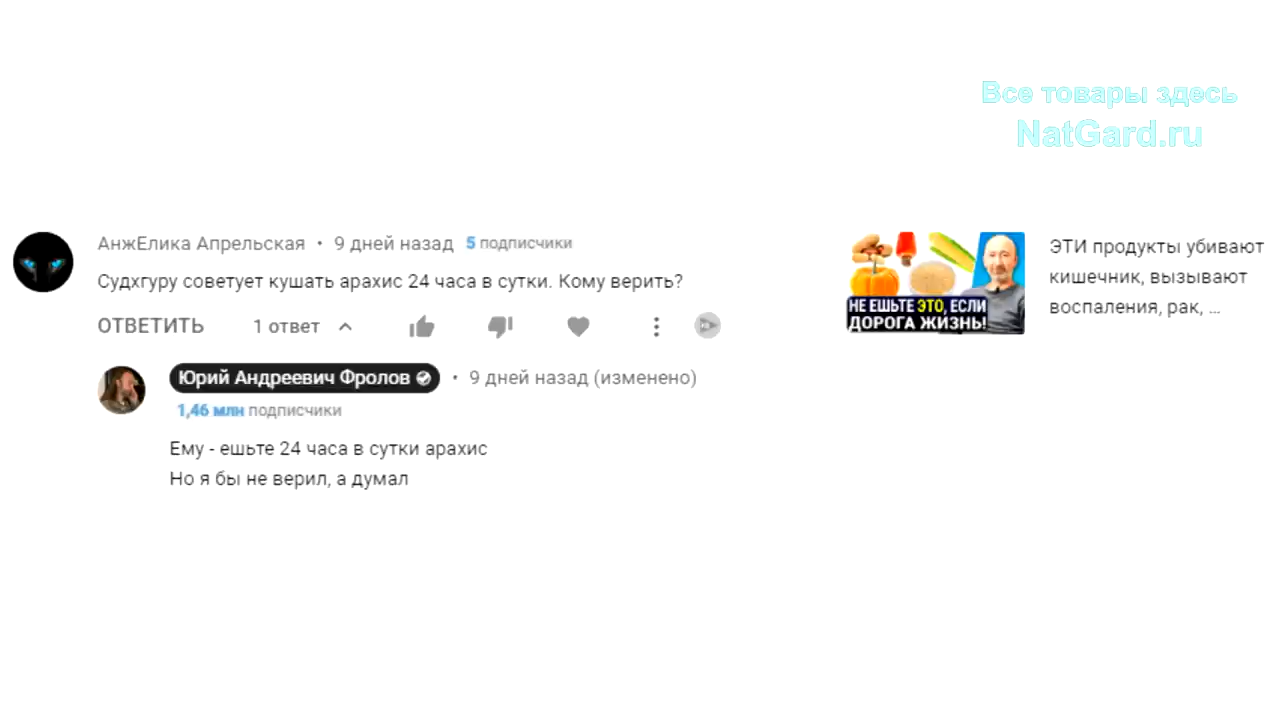 Все товары здесь
NatGard.ru
АнжЕлика Апрельская • 9 дней назад 5 подписчики
Судхгуру советует кушать арахис 24 часа в сутки. Кому верить?
ОТВЕТИТЬ 1 ответ
Юрий Андреевич Фролов • 9 дней назад (изменено)
1,46 млн подписчики
Ему - ешьте 24 часа в сутки арахис
Но я бы не верил, а думал
НЕ ЕШЬТЕ ЭТО, ЕСЛИ
ДОРОГА ЖИЗНЬ!
ЭТИ продукты убивают
кишечник, вызывают
воспаления, рак, ...